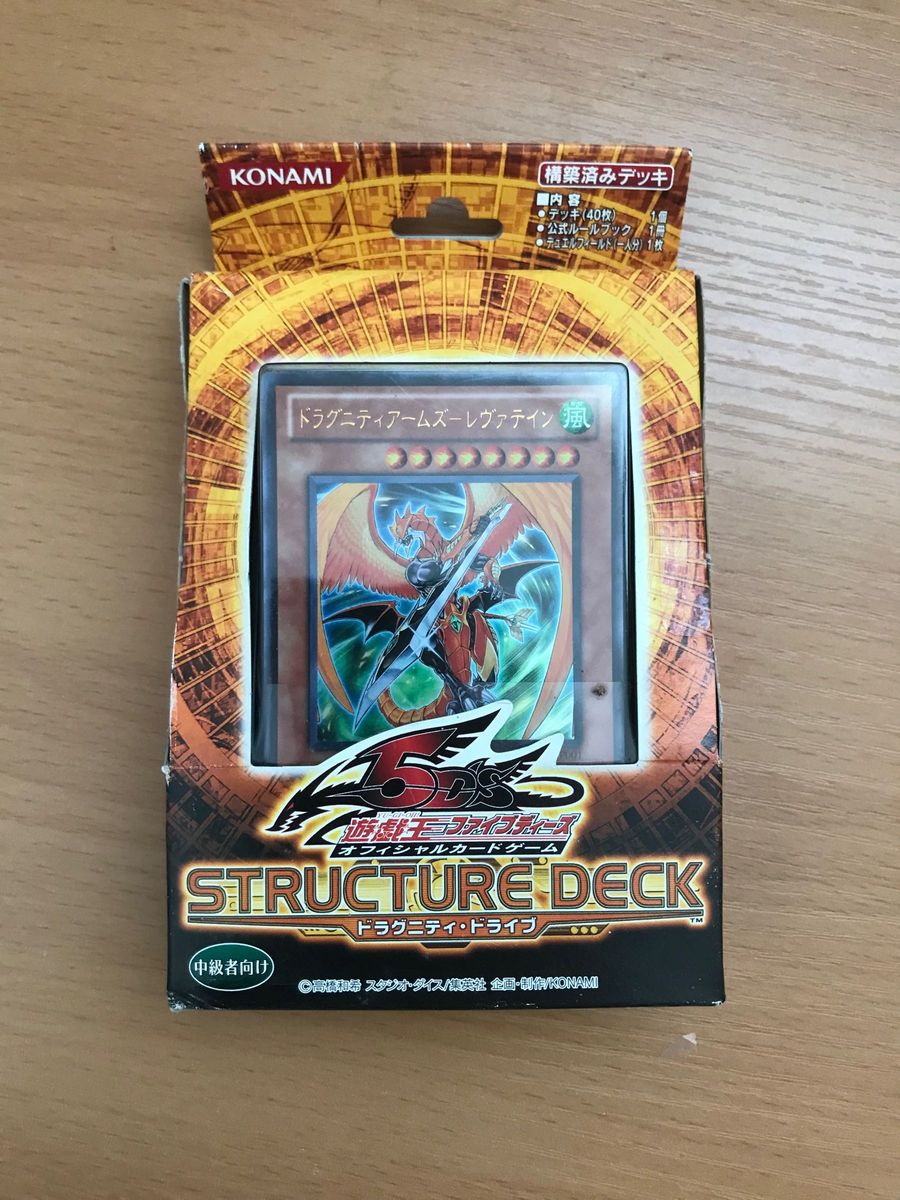 KONAMI
構築済みデッキ
■内容
●デッキ(40枚) 1個
●公式ルールブック 1冊
●デュエルフィールド(一人分) 1枚
ドラグニティアームズ－レヴァテイン
風
5D's
YU-GI-OH!
遊戯王ファイブディーズ
オフィシャルカードゲーム
STRUCTURE DECK
TM
ドラグニティ・ドライブ
中級者向け
©高橋和希 スタジオ・ダイス/集英社 企画・制作/KONAMI